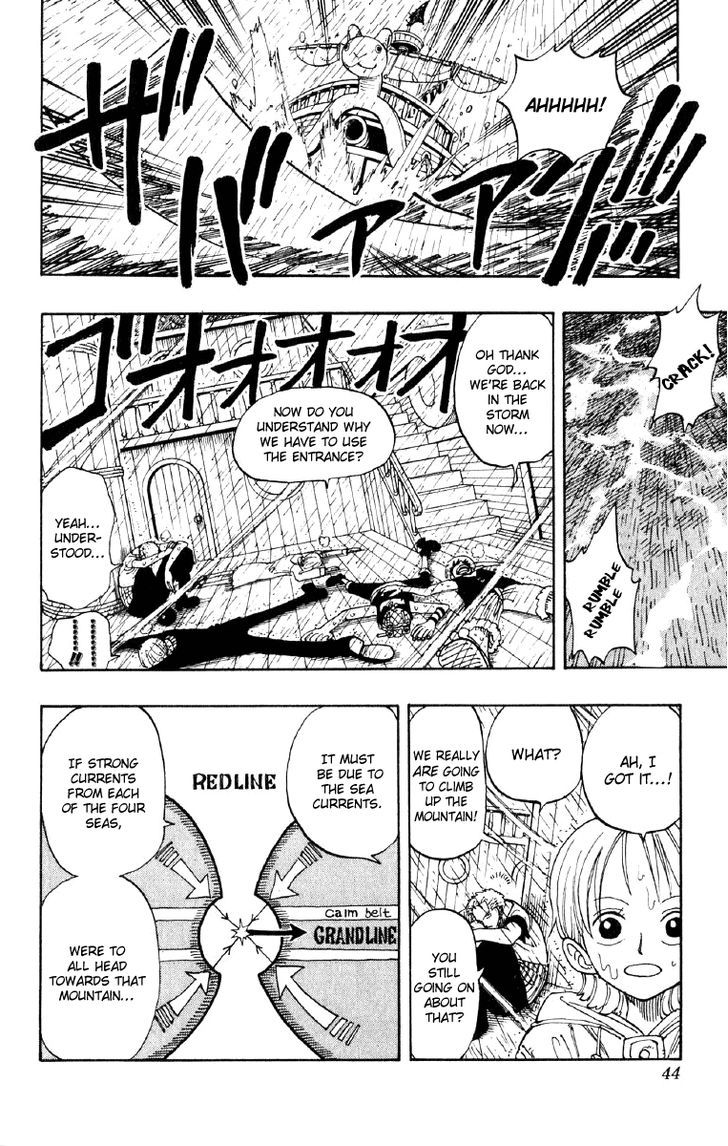 AHHHHH!
ザバァァアン!!!
CRACK!
RUMBLE
RUMBLE
OH THANK
GOD...
WE'RE BACK
IN THE
STORM
NOW...
NOW DO YOU
UNDERSTAND WHY
WE HAVE TO USE
THE ENTRANCE?
ゴオオオオオ
YEAH...
UNDER-
STOOD...
AH, I
GOT IT...!
WHAT?
WE REALLY
ARE GOING
TO CLIMB
UP THE
MOUNTAIN!
YOU
STILL
GOING ON
ABOUT
THAT?
IT MUST
BE DUE TO
THE SEA
CURRENTS.
RED LINE
IF STRONG
CURRENTS
FROM EACH
OF THE FOUR
SEAS,
Calm belt
GRANDLINE
WERE TO
ALL HEAD
TOWARDS THAT
MOUNTAIN...
44